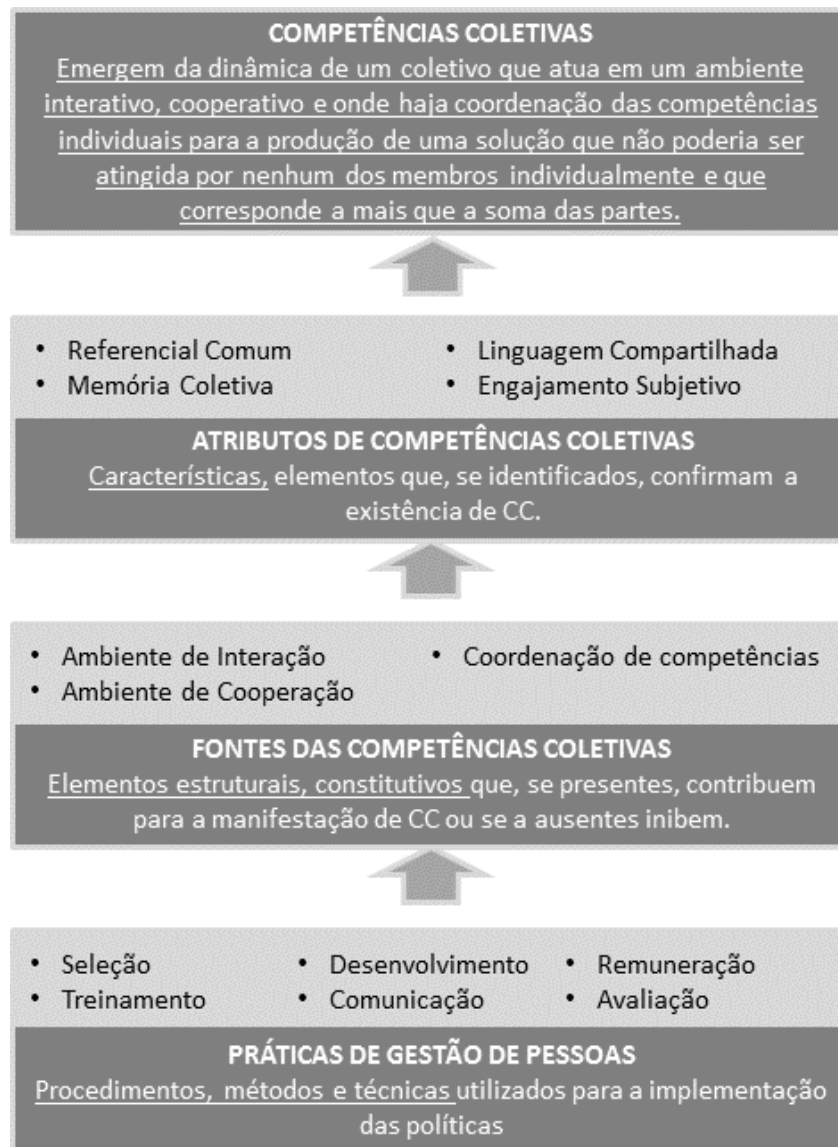 COMPETÊNCIAS COLETIVAS
Emergem da dinâmica de um coletivo que atua em um ambiente
interativo, cooperativo e onde haja coordenação das competências
individuais para a produção de uma solução que não poderia ser
atingida por nenhum dos membros individualmente e que
corresponde a mais que a soma das partes.
• Referencial Comum • Linguagem Compartilhada
• Memória Coletiva • Engajamento Subjetivo
ATRIBUTOS DE COMPETÊNCIAS COLETIVAS
Características, elementos que, se identificados, confirmam a
existência de CC.
• Ambiente de Interação • Coordenação de competências
• Ambiente de Cooperação
FONTES DAS COMPETÊNCIAS COLETIVAS
Elementos estruturais, constitutivos que, se presentes, contribuem
para a manifestação de CC ou se a ausentes inibem.
• Seleção • Desenvolvimento • Remuneração
• Treinamento • Comunicação • Avaliação
PRÁTICAS DE GESTÃO DE PESSOAS
Procedimentos, métodos e técnicas utilizados para a implementação
das políticas